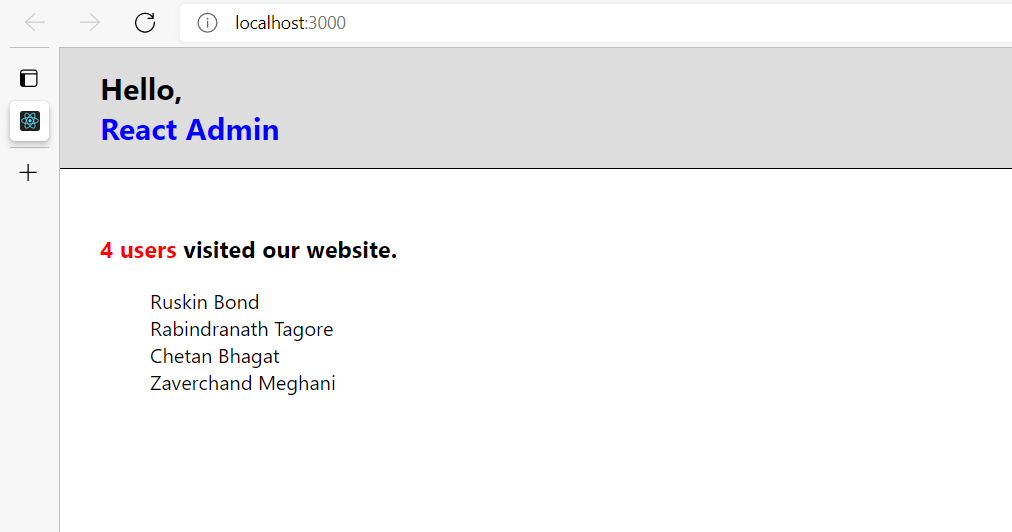 localhost:3000
Hello,
React Admin
4 users visited our website.
Ruskin Bond
Rabindranath Tagore
Chetan Bhagat
Zaverchand Meghani